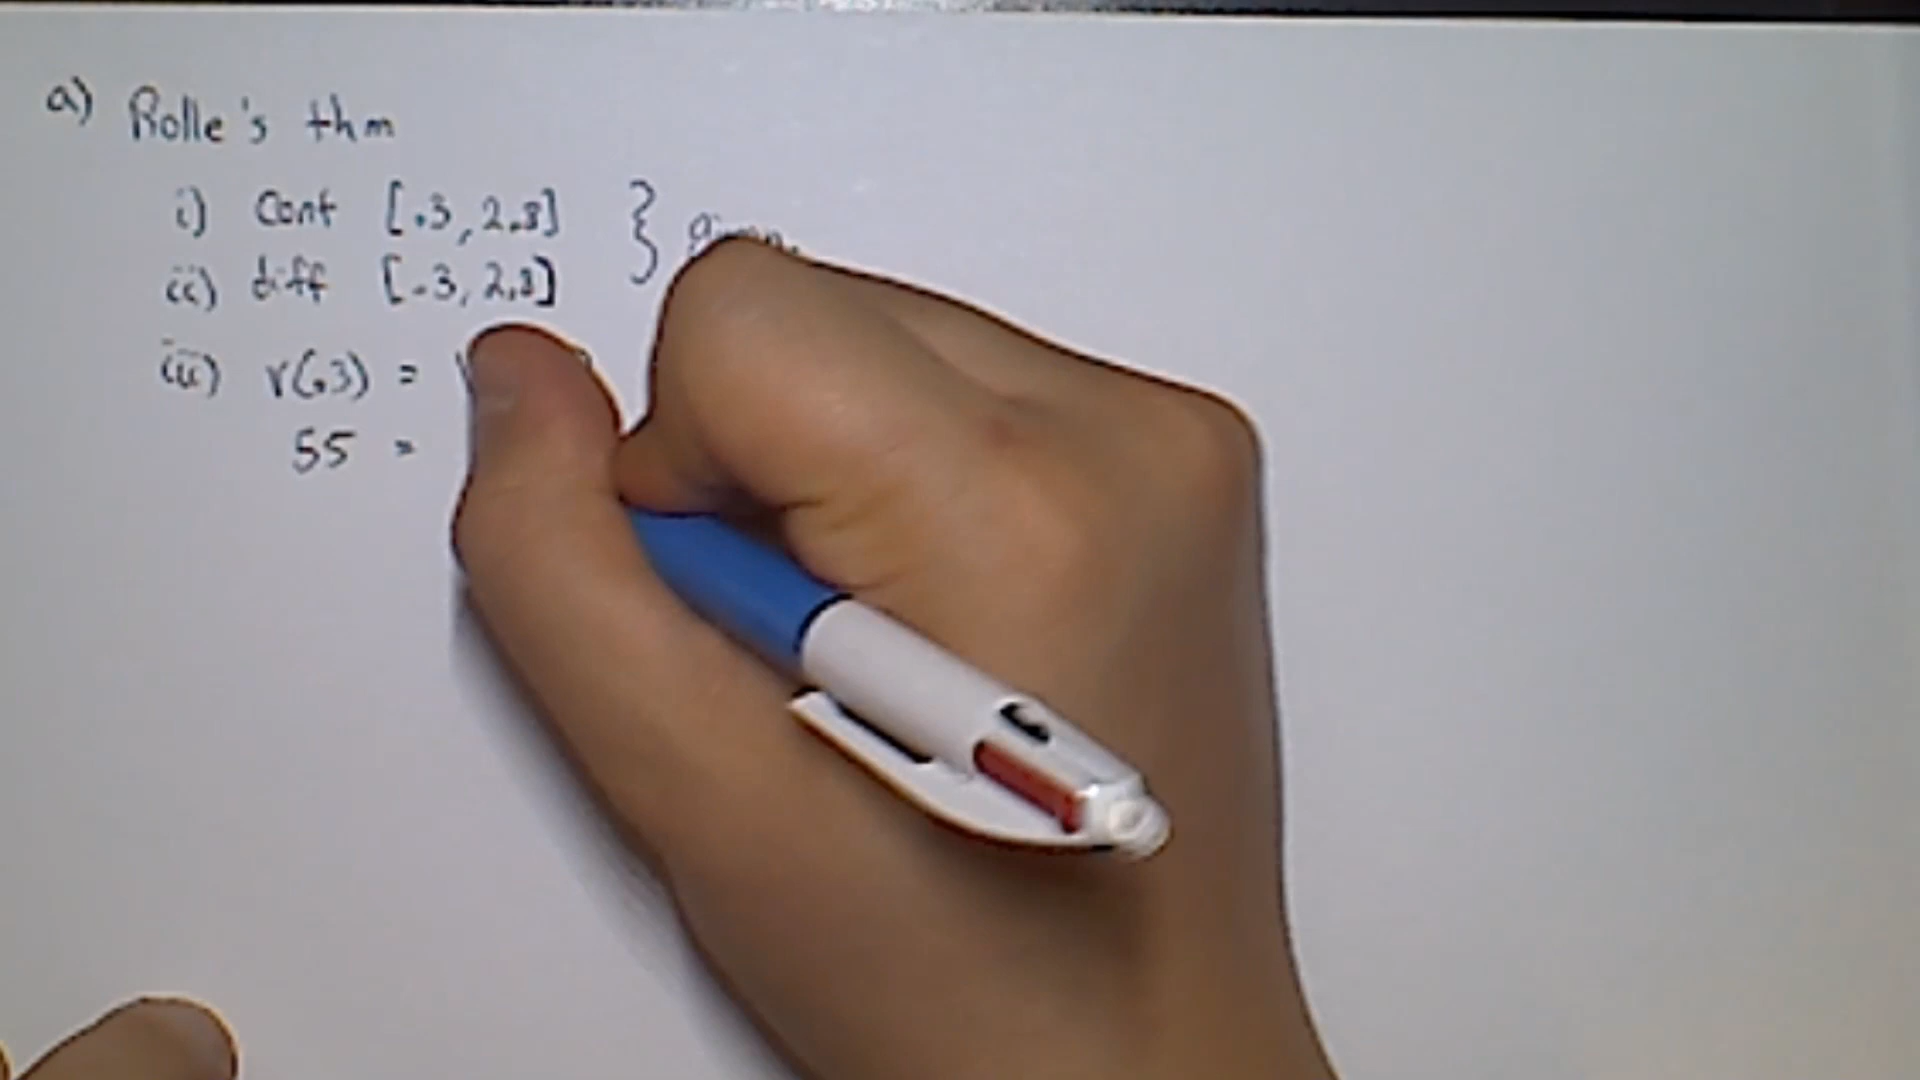 a) Rolle's thm
i) Cont [.3, 2.8] }
ii) diff [.3, 2.8]
iii) v(.3) =
55 =